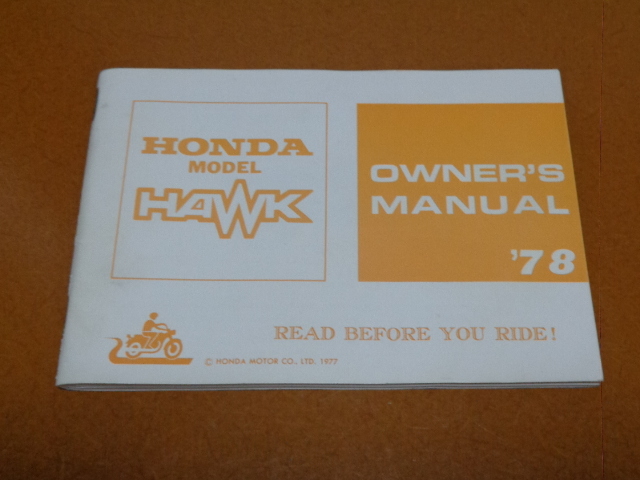 HONDA
MODEL
HAWK
OWNER'S
MANUAL
'78
READ BEFORE YOU RIDE!
© HONDA MOTOR CO., LTD. 1977